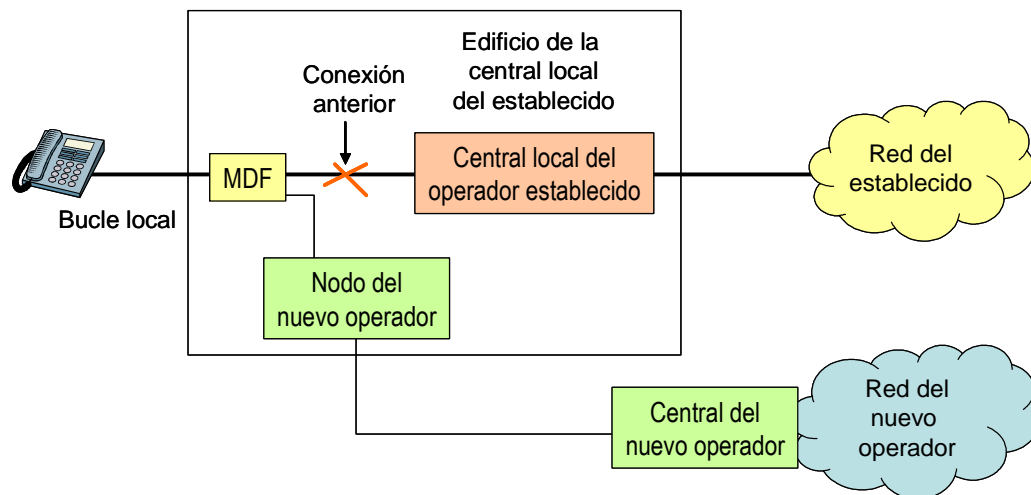 Edificio de la
central local
del establecido
Conexión
anterior
MDF
Central local del
operador establecido
Red del
establecido
Bucle local
Nodo del
nuevo operador
Central del
nuevo operador
Red del
nuevo
operador